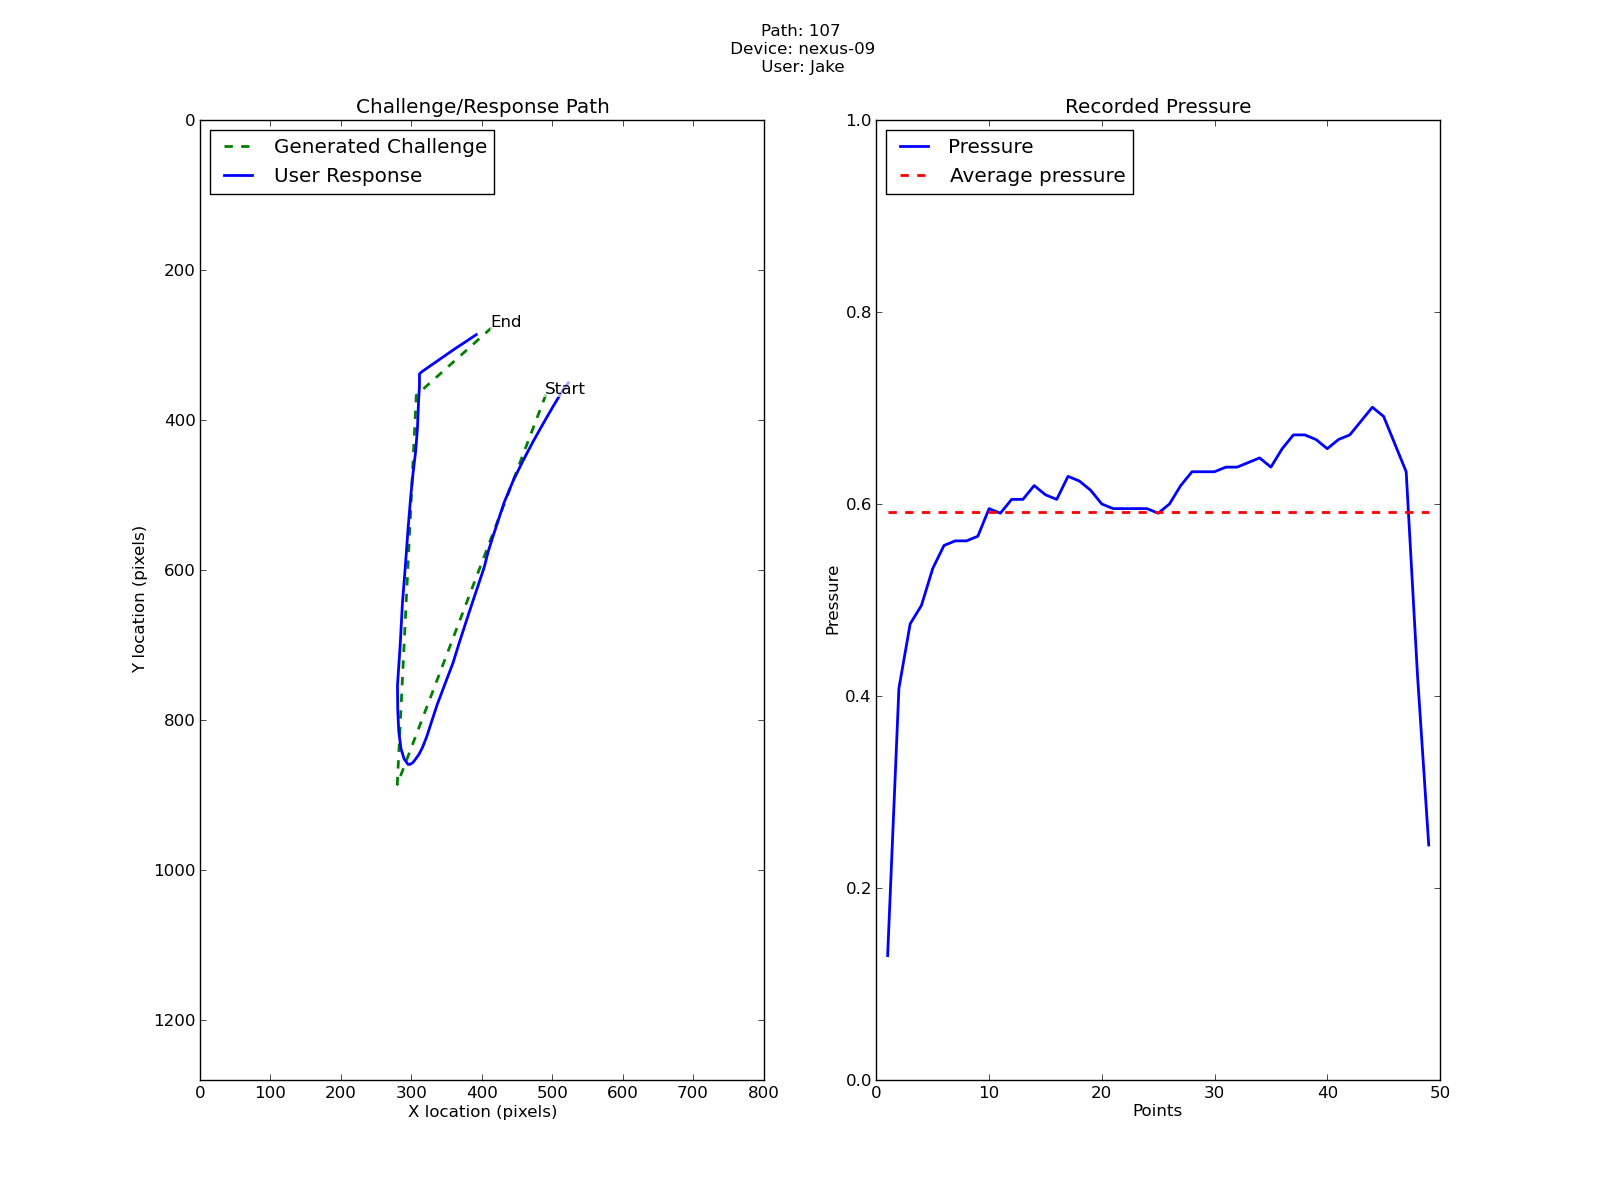 Path: 107
Device: nexus-09
User: Jake
Challenge/Response Path
Generated Challenge
User Response
0
200
400
600
800
1000
1200
Y location (pixels)
End
Start
0 100 200 300 400 500 600 700 800
X location (pixels)
Recorded Pressure
Pressure
Average pressure
1.0
0.8
0.6
0.4
0.2
0.0
Pressure
0 10 20 30 40 50
Points